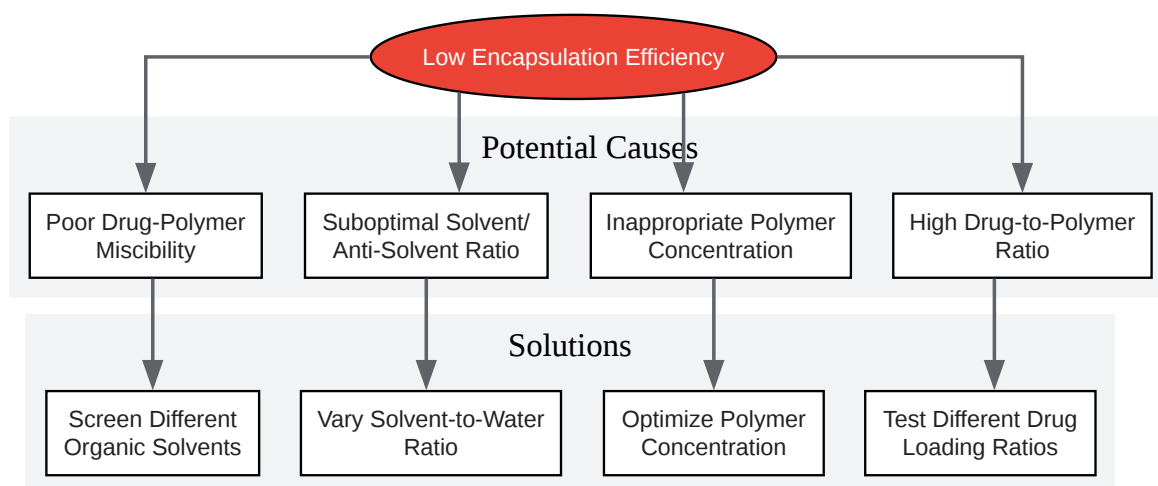 Low Encapsulation Efficiency
Potential Causes
Poor Drug-Polymer
Miscibility
Suboptimal Solvent/
Anti-Solvent Ratio
Inappropriate Polymer
Concentration
High Drug-to-Polymer
Ratio
Solutions
Screen Different
Organic Solvents
Vary Solvent-to-Water
Ratio
Optimize Polymer
Concentration
Test Different Drug
Loading Ratios